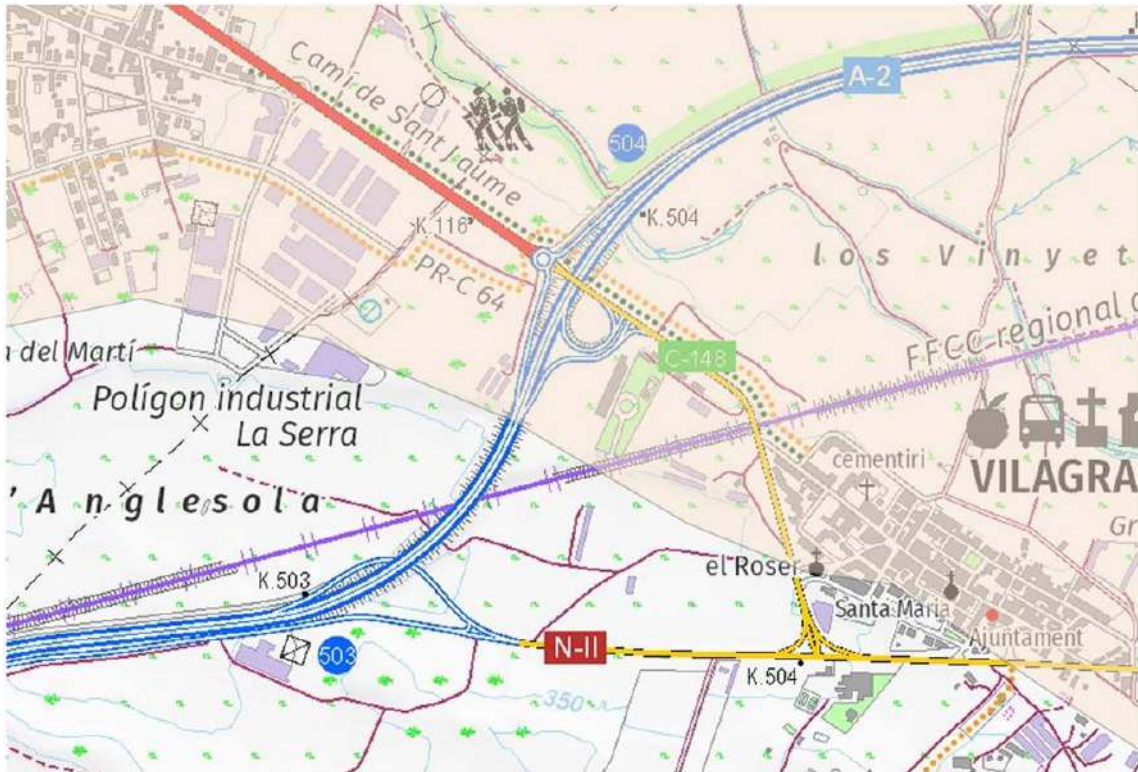 A-2
Camí de Sant Jaume
504
K.116
K.504
los Vinyet
PR-C 64
FFCC regional
a del Martí
C-148
Polígon industrial
La Serra
cementiri
VILAGRA
'Anglesola
Gr
K.503
el Roser
Santa Maria
Ajuntament
503
N-II
K.504
350